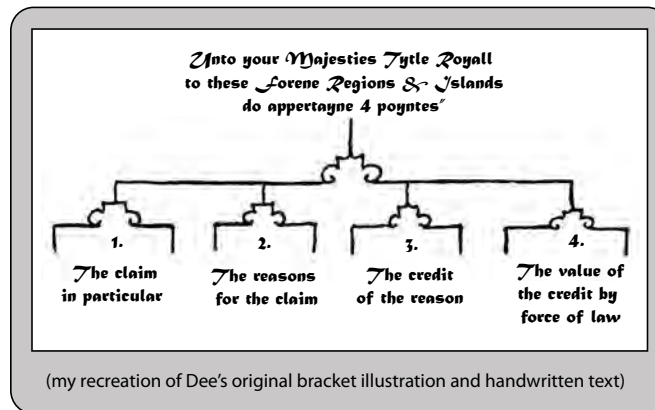 Unto your Majesties Tytle Royall
to these Forene Regions & Islands
do appertayne 4 poyntes"
1.
The claim
in particular
2.
The reasons
for the claim
3.
The credit
of the reason
4.
The value of
the credit by
force of law
(my recreation of Dee's original bracket illustration and handwritten text)